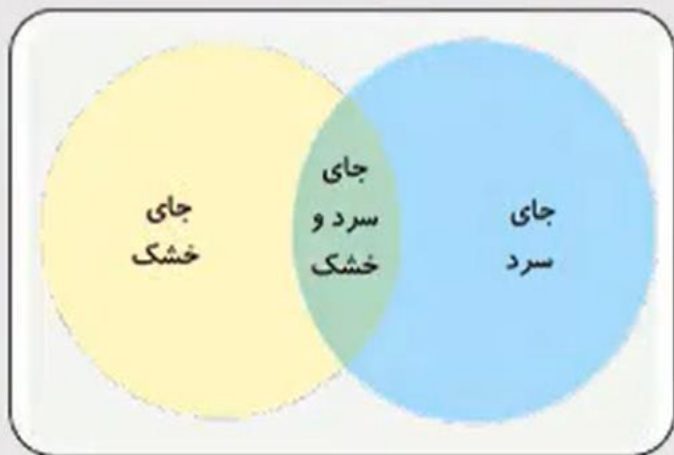 جای
سرد
جای
سرد و
خشک
جای
خشک